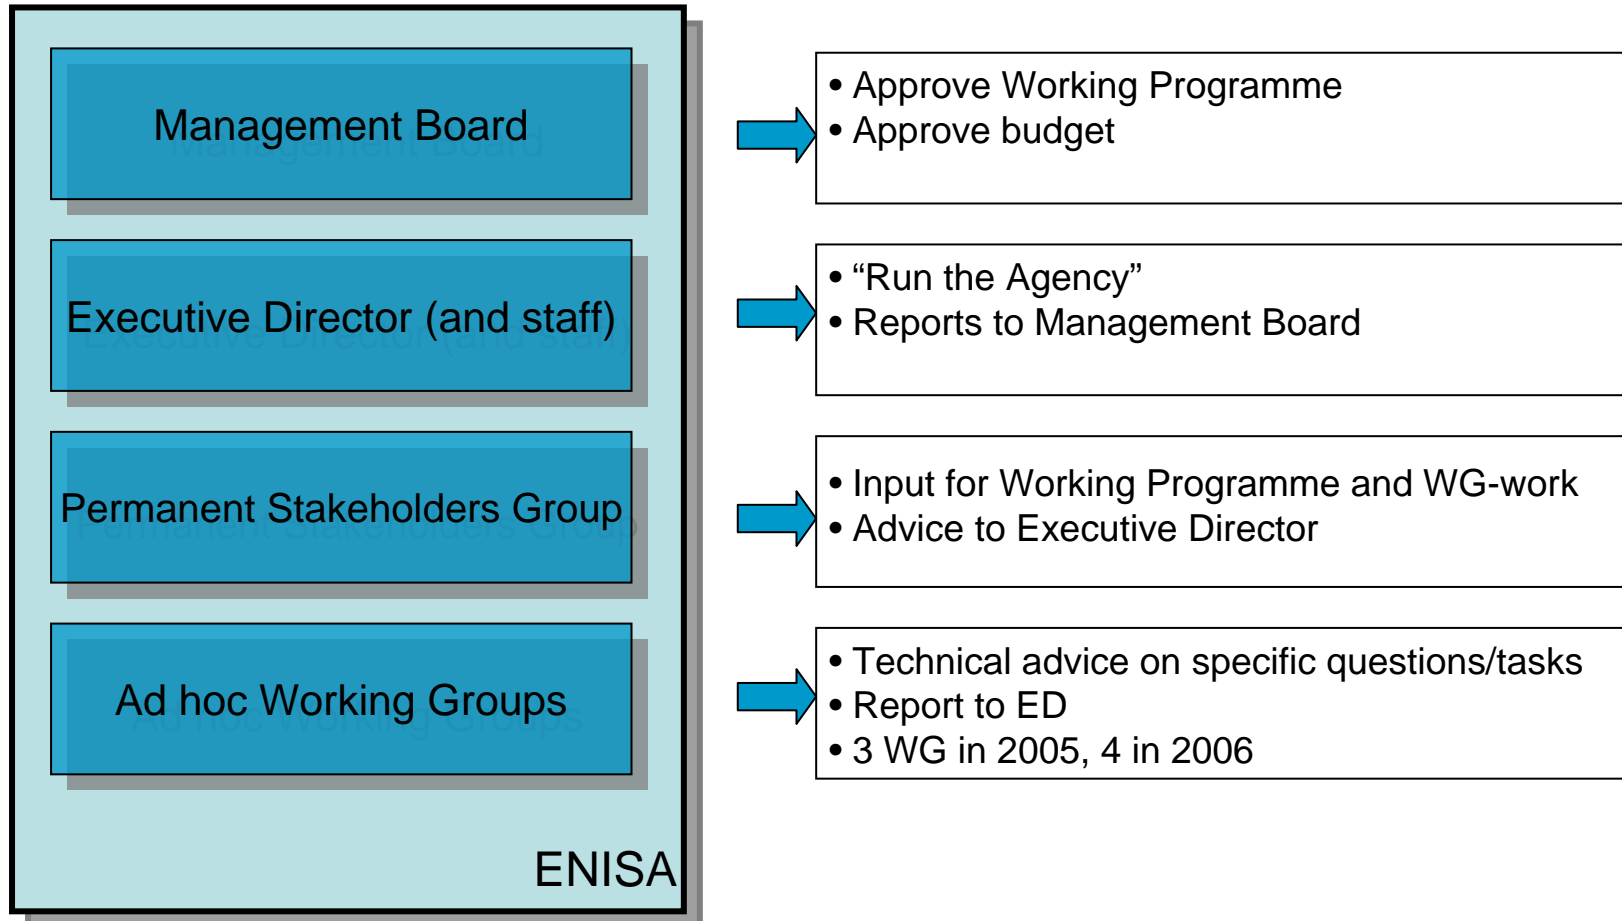 Management Board
• Approve Working Programme
• Approve budget
Executive Director (and staff)
• “Run the Agency”
• Reports to Management Board
Permanent Stakeholders Group
• Input for Working Programme and WG-work
• Advice to Executive Director
Ad hoc Working Groups
• Technical advice on specific questions/tasks
• Report to ED
• 3 WG in 2005, 4 in 2006
ENISA